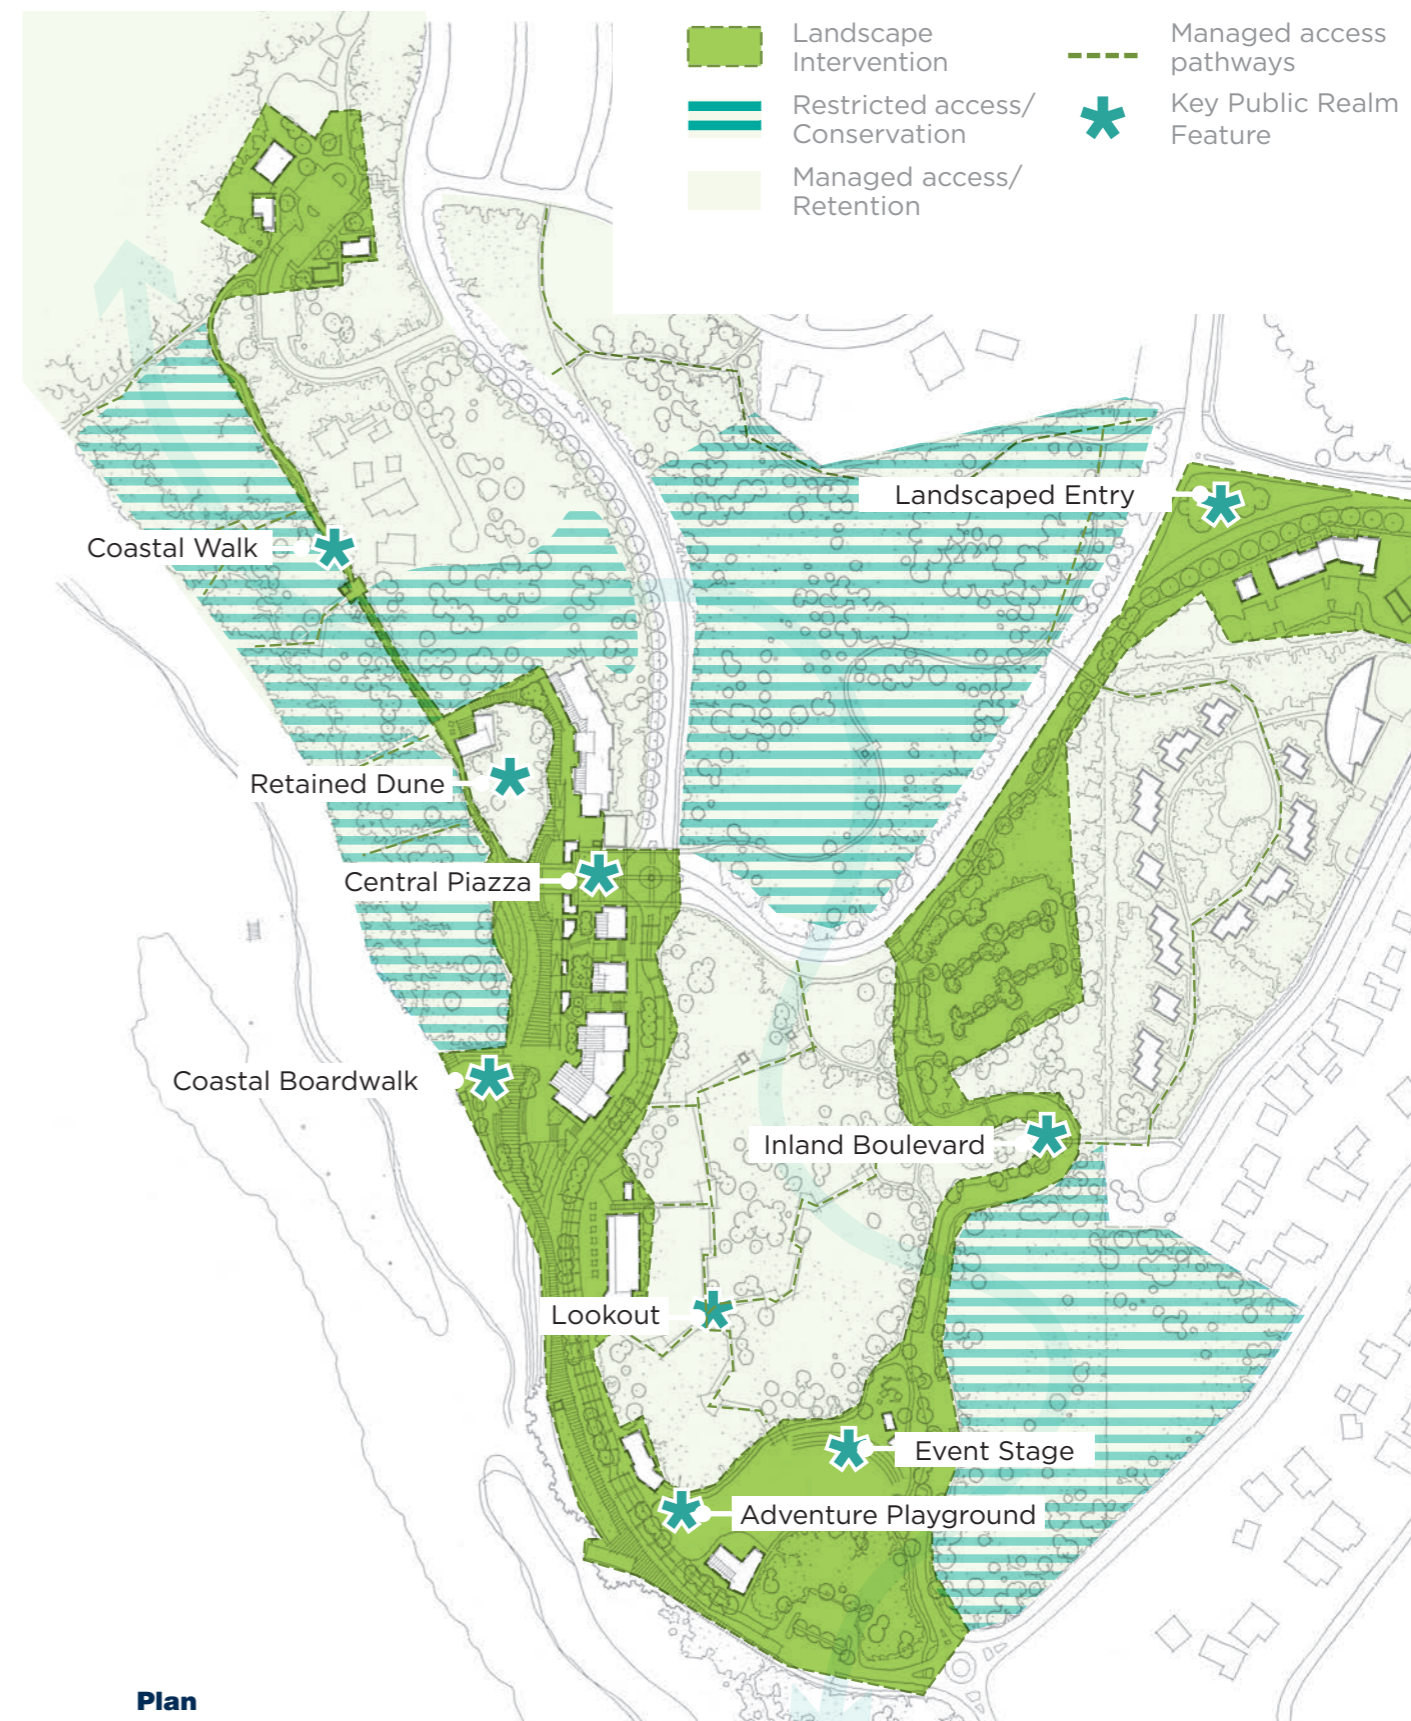 Landscape
Intervention
Restricted access/
Conservation
Managed access/
Retention
Managed access
pathways
Key Public Realm
Feature
Landscaped Entry
Coastal Walk
Retained Dune
Central Piazza
Coastal Boardwalk
Inland Boulevard
Lookout
Event Stage
Adventure Playground
Plan